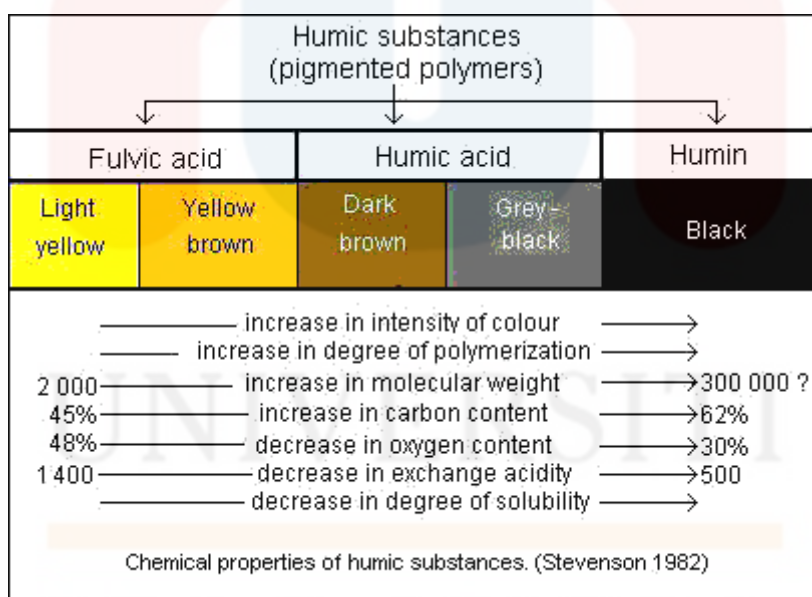 Humic substances
(pigmented polymers)
Fulvic acid Humic acid Humin
Light yellow Yellow brown Dark brown Grey-black Black
increase in intensity of colour
increase in degree of polymerization
2 000 increase in molecular weight 300 000 ?
45% increase in carbon content 62%
48% decrease in oxygen content 30%
1400 decrease in exchange acidity 500
decrease in degree of solubility
UNIVERSITI
Chemical properties of humic substances. (Stevenson 1982)